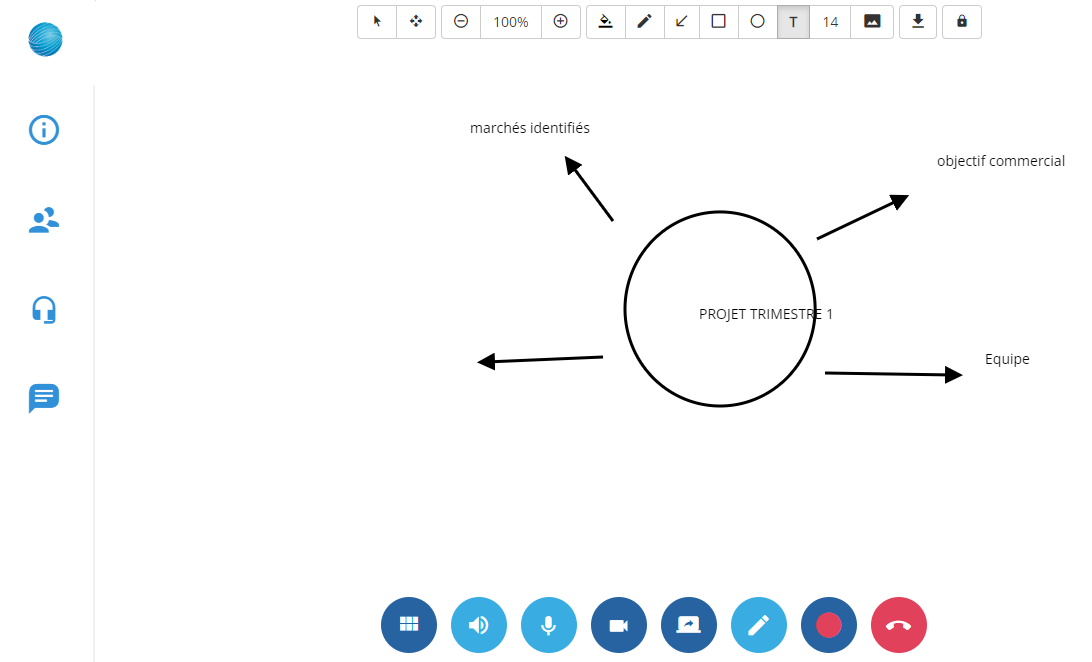 100%
T
14
marchés identifiés
objectif commercial
PROJET TRIMESTRE 1
Equipe